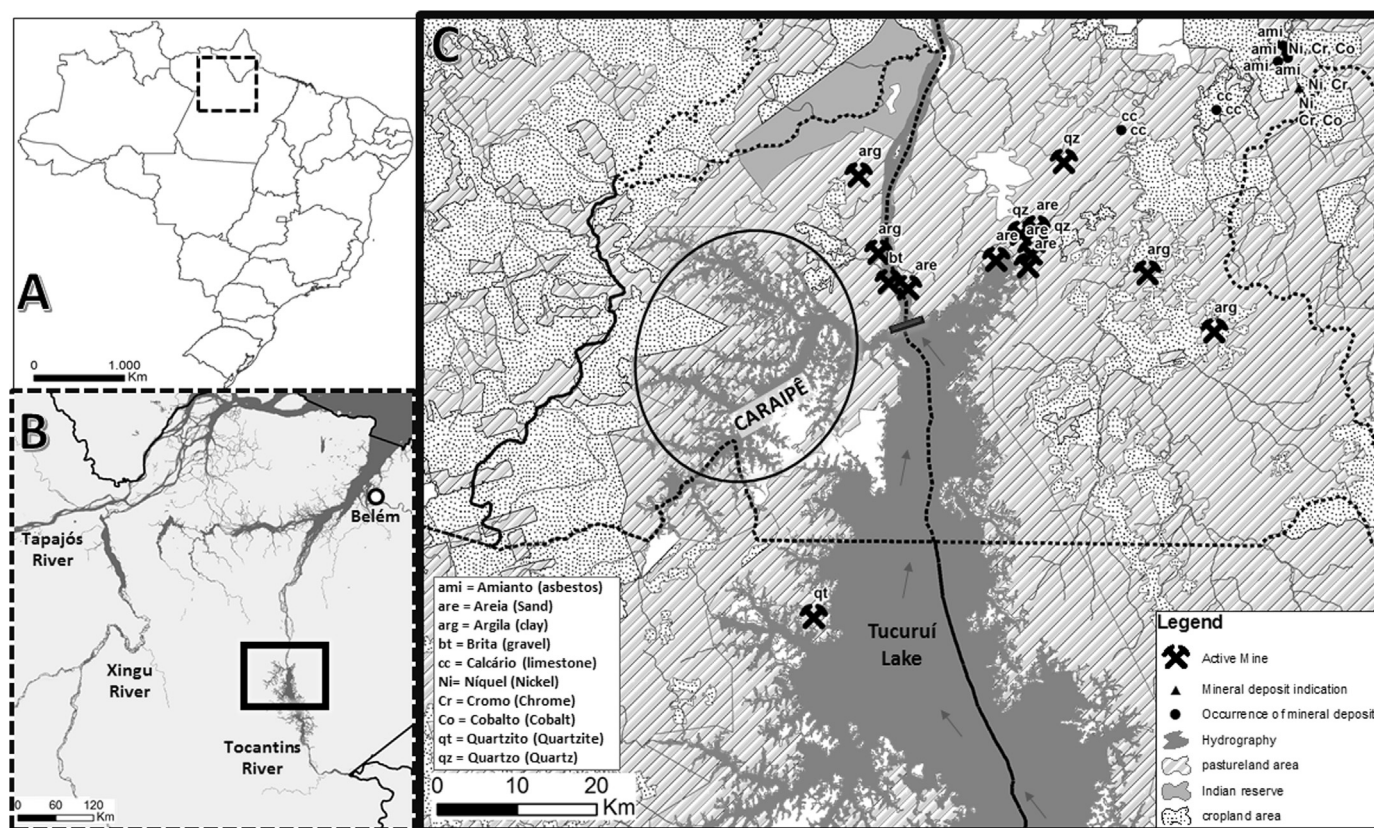 A
0 1.000
Km
B
Belém
Tapajós
River
Xingu
River
Tocantins
River
0 60 120
Km
C
ami
ami Ni, Cr, Co
ami ami
Ni, Cr
Ni
Cr, Co
cc
cc
cc
cc
qz
arg
are
qz
are
are qz
are
arg
bt
are
arg
arg
CARAIPÊ
qt
Tucuruí
Lake
ami = Amianto (asbestos)
are = Areia (Sand)
arg = Argila (clay)
bt = Brita (gravel)
cc = Calcário (limestone)
Ni= Níquel (Nickel)
Cr = Cromo (Chrome)
Co = Cobalto (Cobalt)
qt = Quartzito (Quartzite)
qz = Quartzo (Quartz)
0 10 20
Km
Legend
Active Mine
Mineral deposit indication
Occurrence of mineral deposit
Hydrography
pastureland area
Indian reserve
cropland area